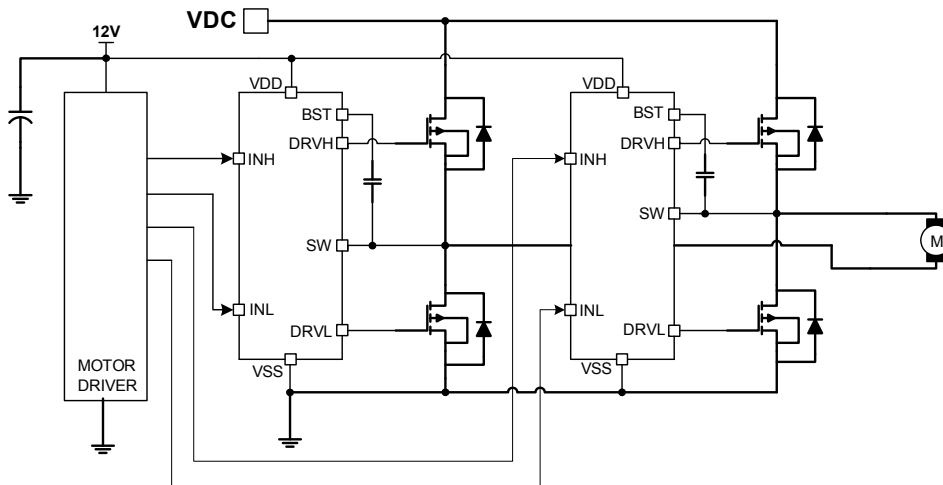 VDC
12V
VDD
VDD
BST
BST
DRVH
DRVH
INH
INH
SW
SW
M
INL
INL
DRVL
DRVL
VSS
VSS
MOTOR
DRIVER